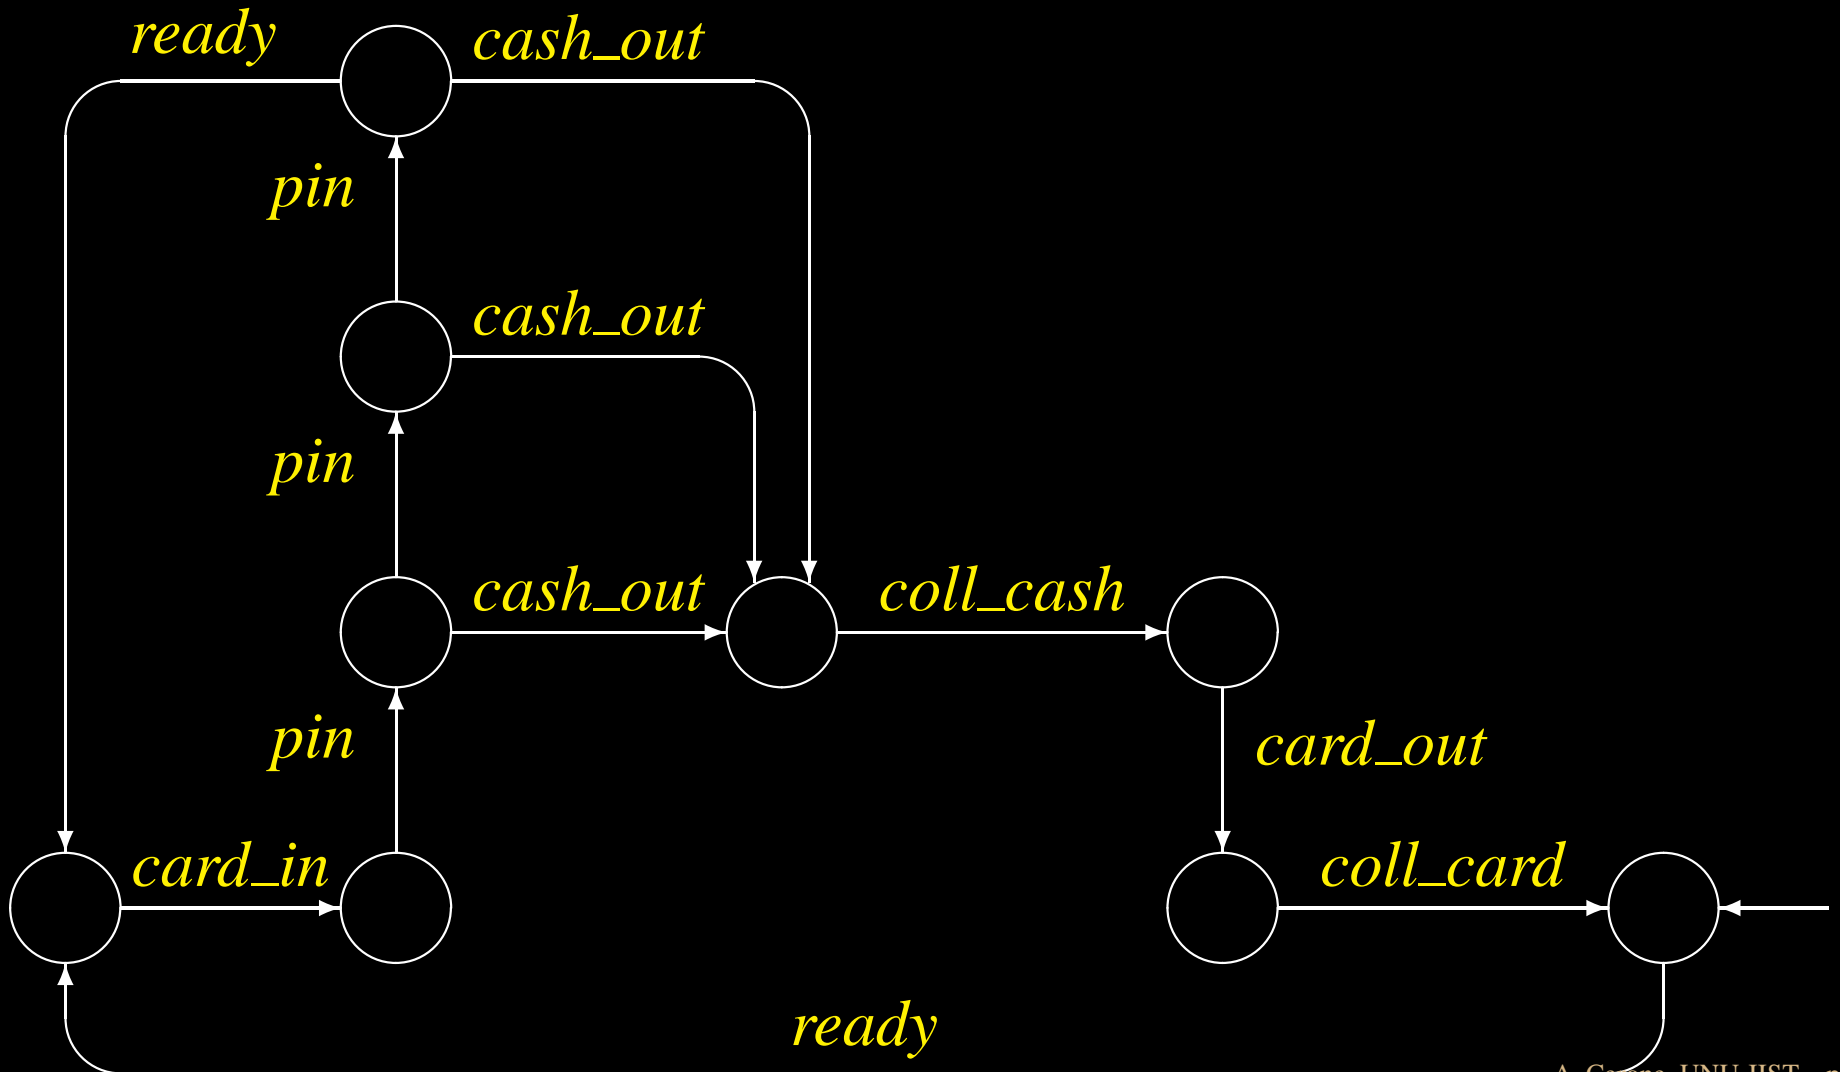 ready
cash_out
pin
cash_out
pin
cash_out
coll_cash
pin
card_out
card_in
coll_card
ready